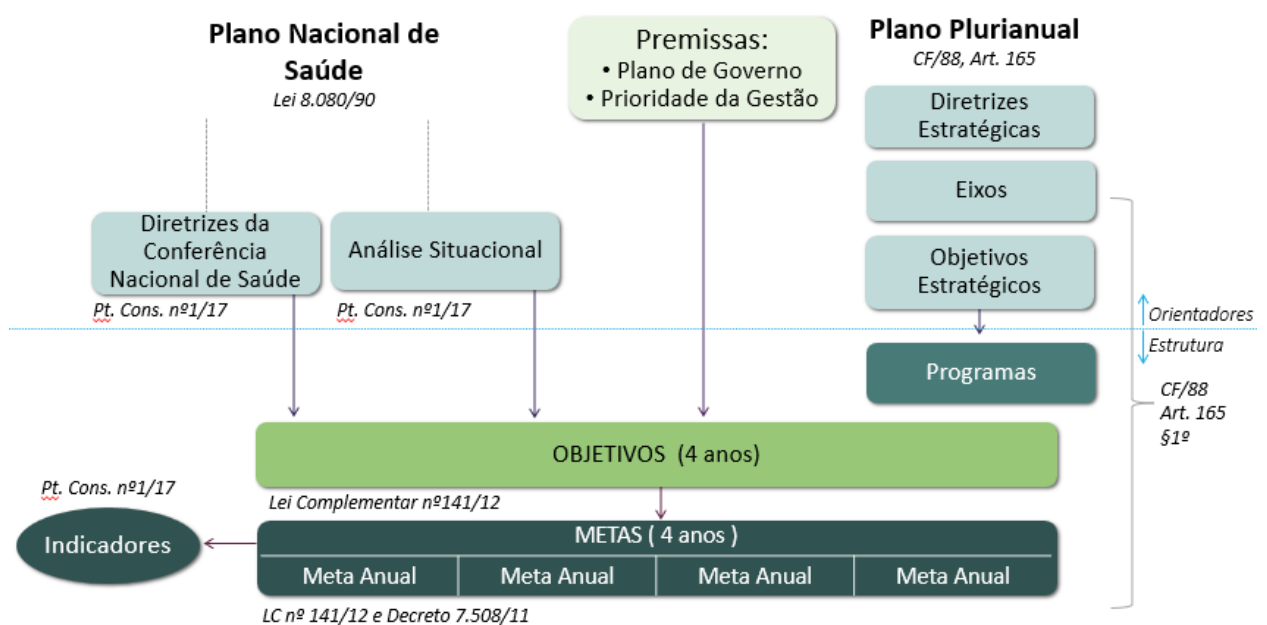 Plano Nacional de
Saúde
Lei 8.080/90
Premissas:
• Plano de Governo
• Prioridade da Gestão
Plano Plurianual
CF/88, Art. 165
Diretrizes
Estratégicas
Eixos
Objetivos
Estratégicos
Diretrizes da
Conferência
Nacional de Saúde
Análise Situacional
Pt. Cons. nº1/17
Pt. Cons. nº1/17
Orientadores
Estrutura
Programas
CF/88
Art. 165
§1º
OBJETIVOS (4 anos)
Lei Complementar nº141/12
Pt. Cons. nº1/17
Indicadores
METAS ( 4 anos )
Meta Anual
Meta Anual
Meta Anual
Meta Anual
LC nº 141/12 e Decreto 7.508/11